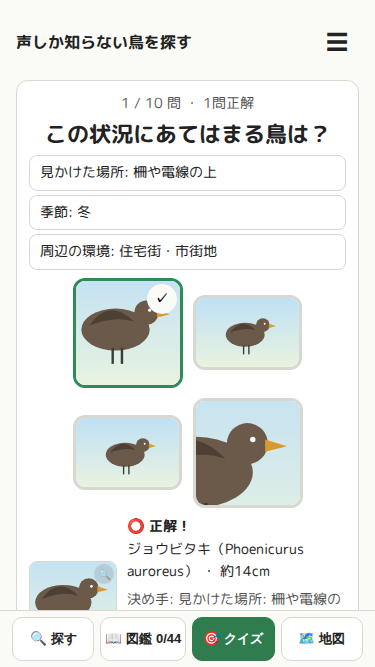 声しか知らない鳥を探す
1 / 10 問 ・ 1問正解
この状況にあてはまる鳥は？
見かけた場所: 柵や電線の上
季節: 冬
周辺の環境: 住宅街・市街地
✓
⭕ 正解！
ジョウビタキ（Phoenicurus
auroreus） ・ 約14cm
決め手: 見かけた場所: 柵や電線の
🔍 探す
📖 図鑑 0/44
🎯 クイズ
🗺️ 地図